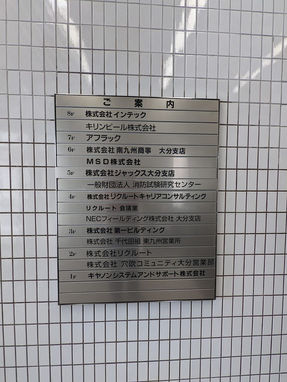 ご案内
8F 株式会社インテック
キリンビール株式会社
7F アフラック
6F 株式会社 南九州商事 大分支店
MSD株式会社
5F 株式会社ジャックス大分支店
一般財団法人 消防試験研究センター
4F 株式会社リクルートキャリアコンサルティング
リクルート 会議室
NECフィールディング株式会社 大分支店
3F 株式会社 第一ビルディング
株式会社 千代田組 東九州営業所
2F 株式会社リクルート
株式会社 穴吹コミュニティ大分営業部
1F キヤノンシステムアンドサポート株式会社